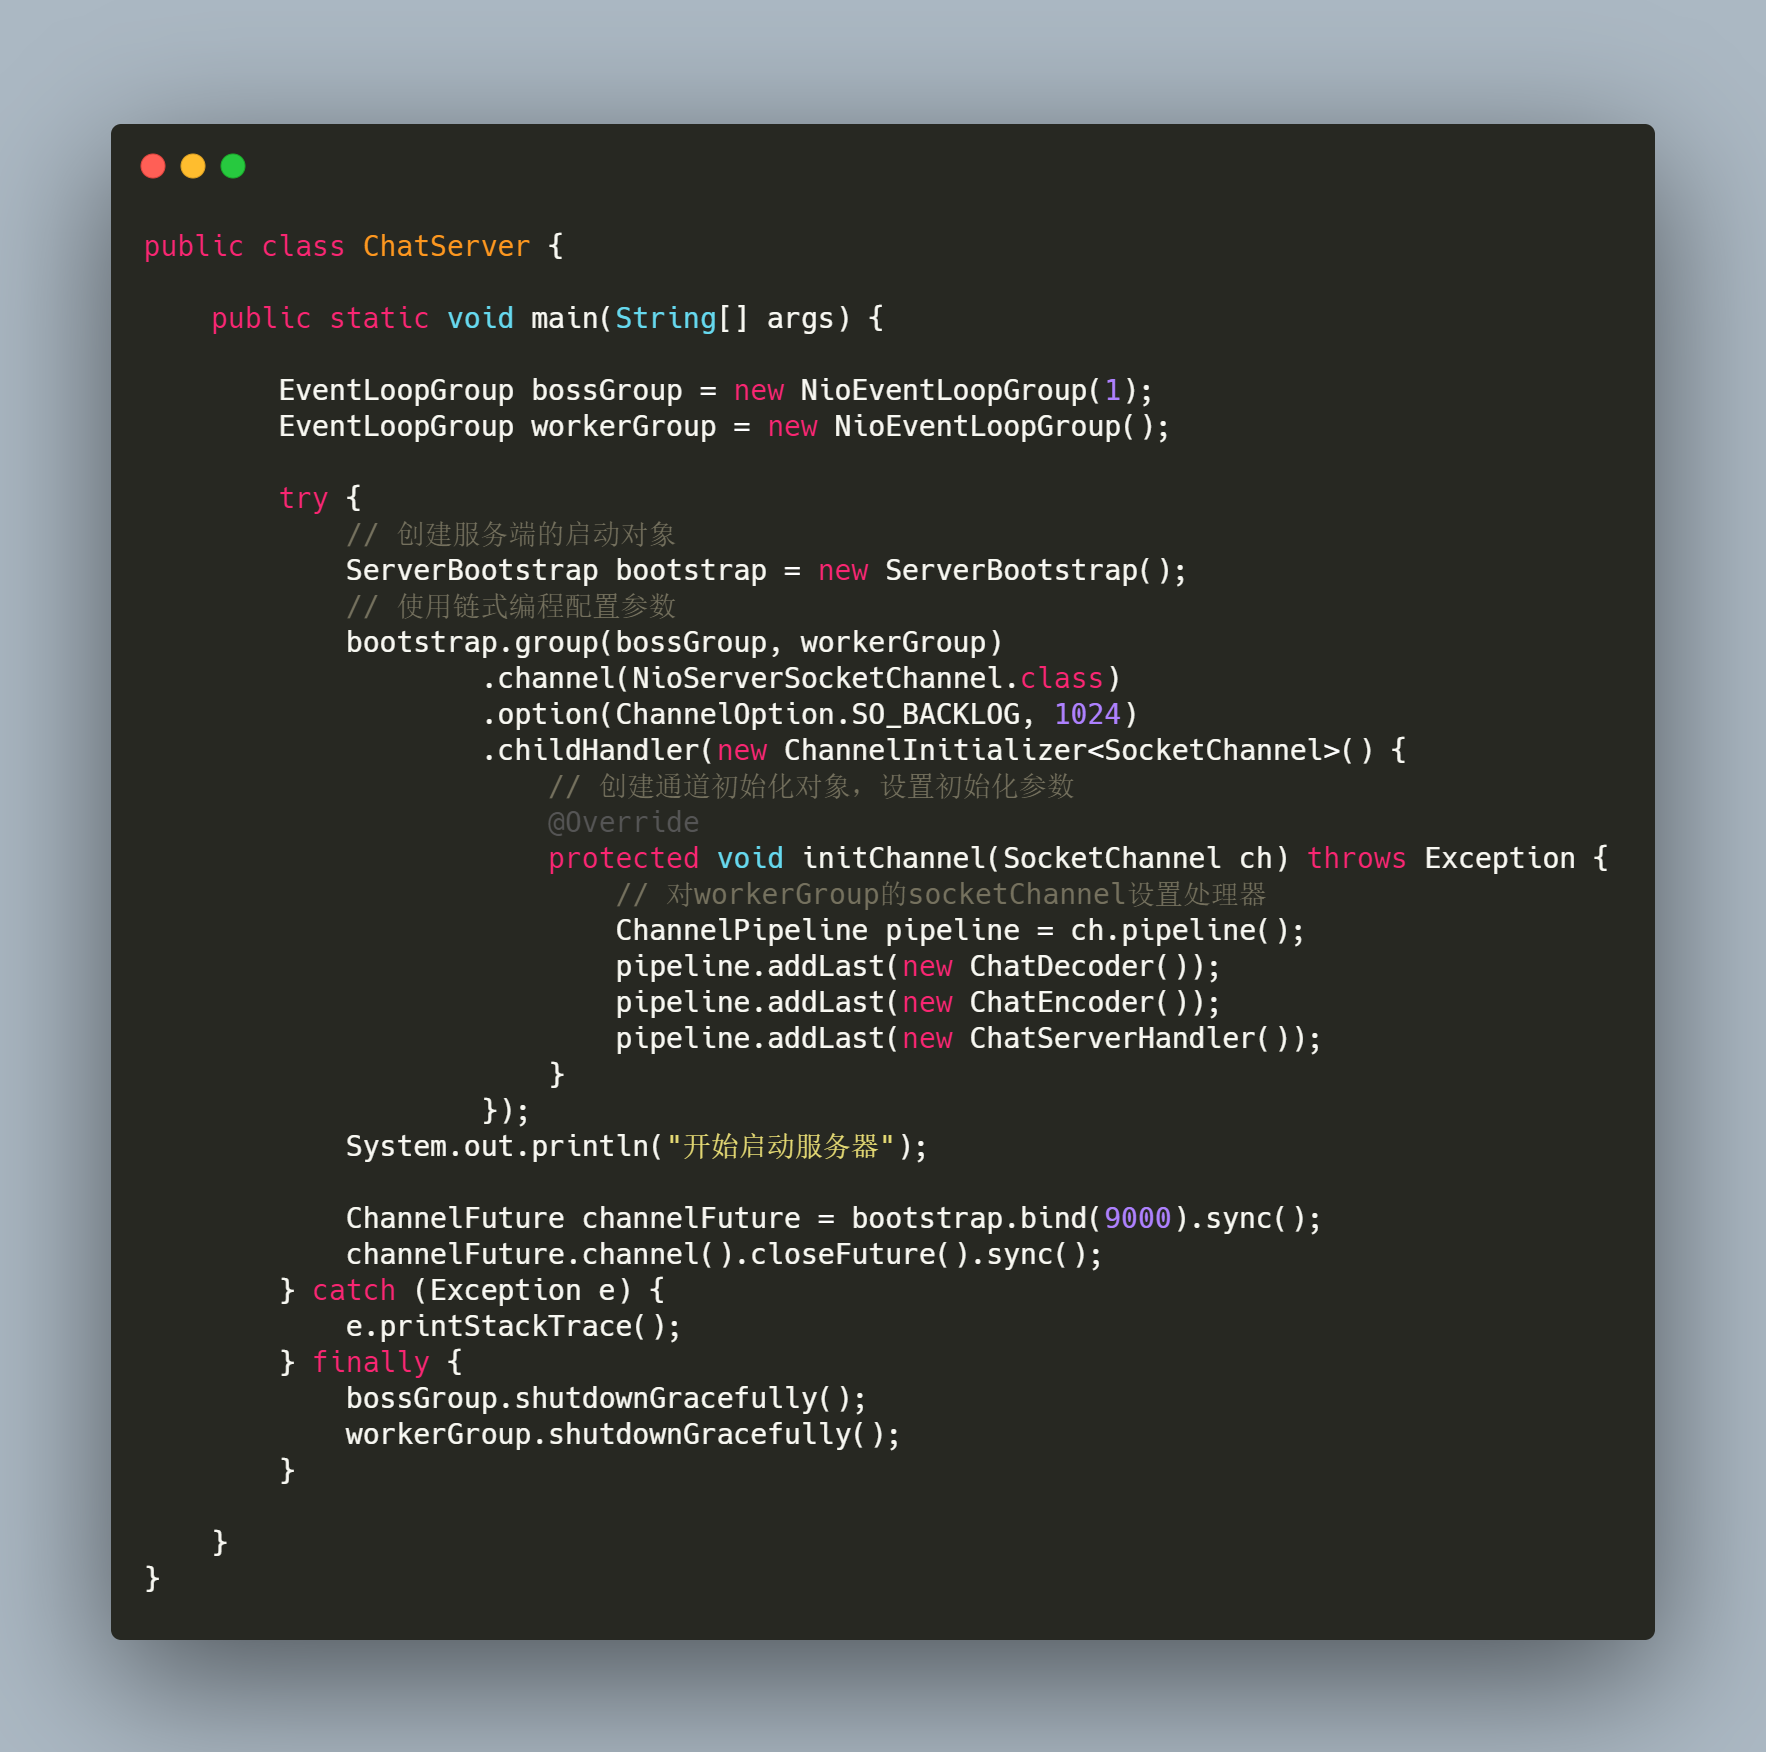 public class ChatServer {
public static void main(String[] args) {
EventLoopGroup bossGroup = new NioEventLoopGroup(1);
EventLoopGroup workerGroup = new NioEventLoopGroup();
try {
// 创建服务端的启动对象
ServerBootstrap bootstrap = new ServerBootstrap();
// 使用链式编程配置参数
bootstrap.group(bossGroup, workerGroup)
.channel(NioServerSocketChannel.class)
.option(ChannelOption.SO_BACKLOG, 1024)
.childHandler(new ChannelInitializer<SocketChannel>() {
// 创建通道初始化对象，设置初始化参数
@Override
protected void initChannel(SocketChannel ch) throws Exception {
// 对workerGroup的socketChannel设置处理器
ChannelPipeline pipeline = ch.pipeline();
pipeline.addLast(new ChatDecoder());
pipeline.addLast(new ChatEncoder());
pipeline.addLast(new ChatServerHandler());
}
});
System.out.println("开始启动服务器");
ChannelFuture channelFuture = bootstrap.bind(9000).sync();
channelFuture.channel().closeFuture().sync();
} catch (Exception e) {
e.printStackTrace();
} finally {
bossGroup.shutdownGracefully();
workerGroup.shutdownGracefully();
}
}
}